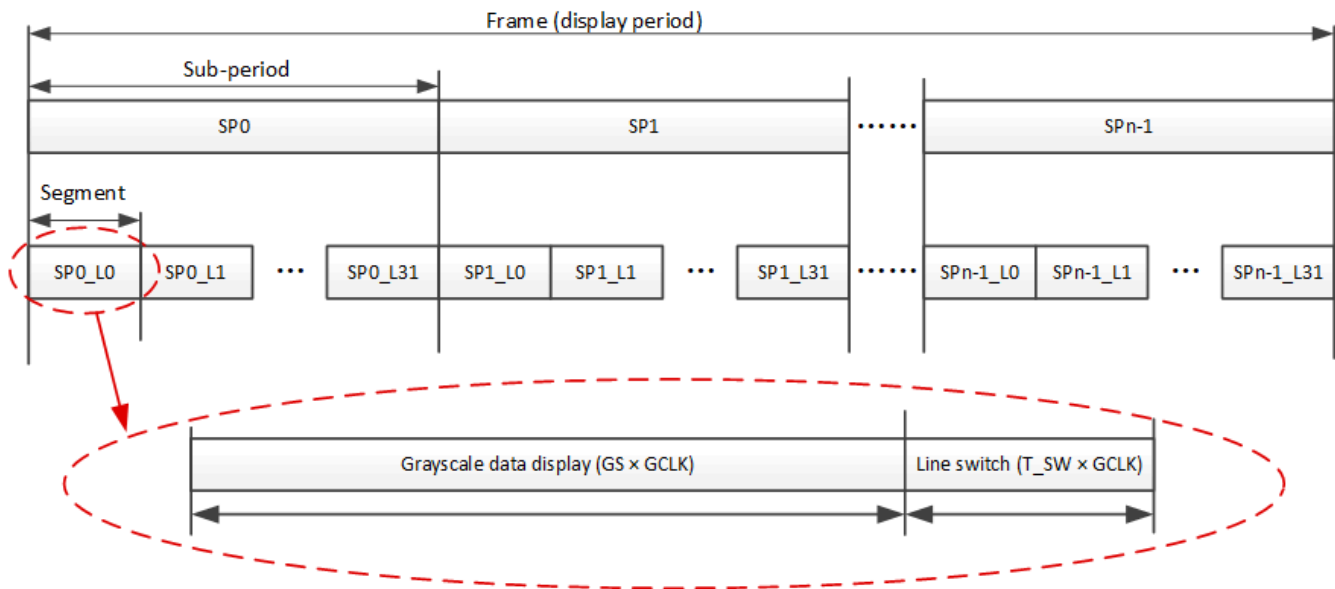 Frame (display period)
Sub-period
SP0 SP1 ...... SPn-1
Segment
SP0_L0 SP0_L1 ... SP0_L31 SP1_L0 SP1_L1 ... SP1_L31 ...... SPn-1_L0 SPn-1_L1 ... SPn-1_L31
Grayscale data display (GS × GCLK) Line switch (T_SW × GCLK)